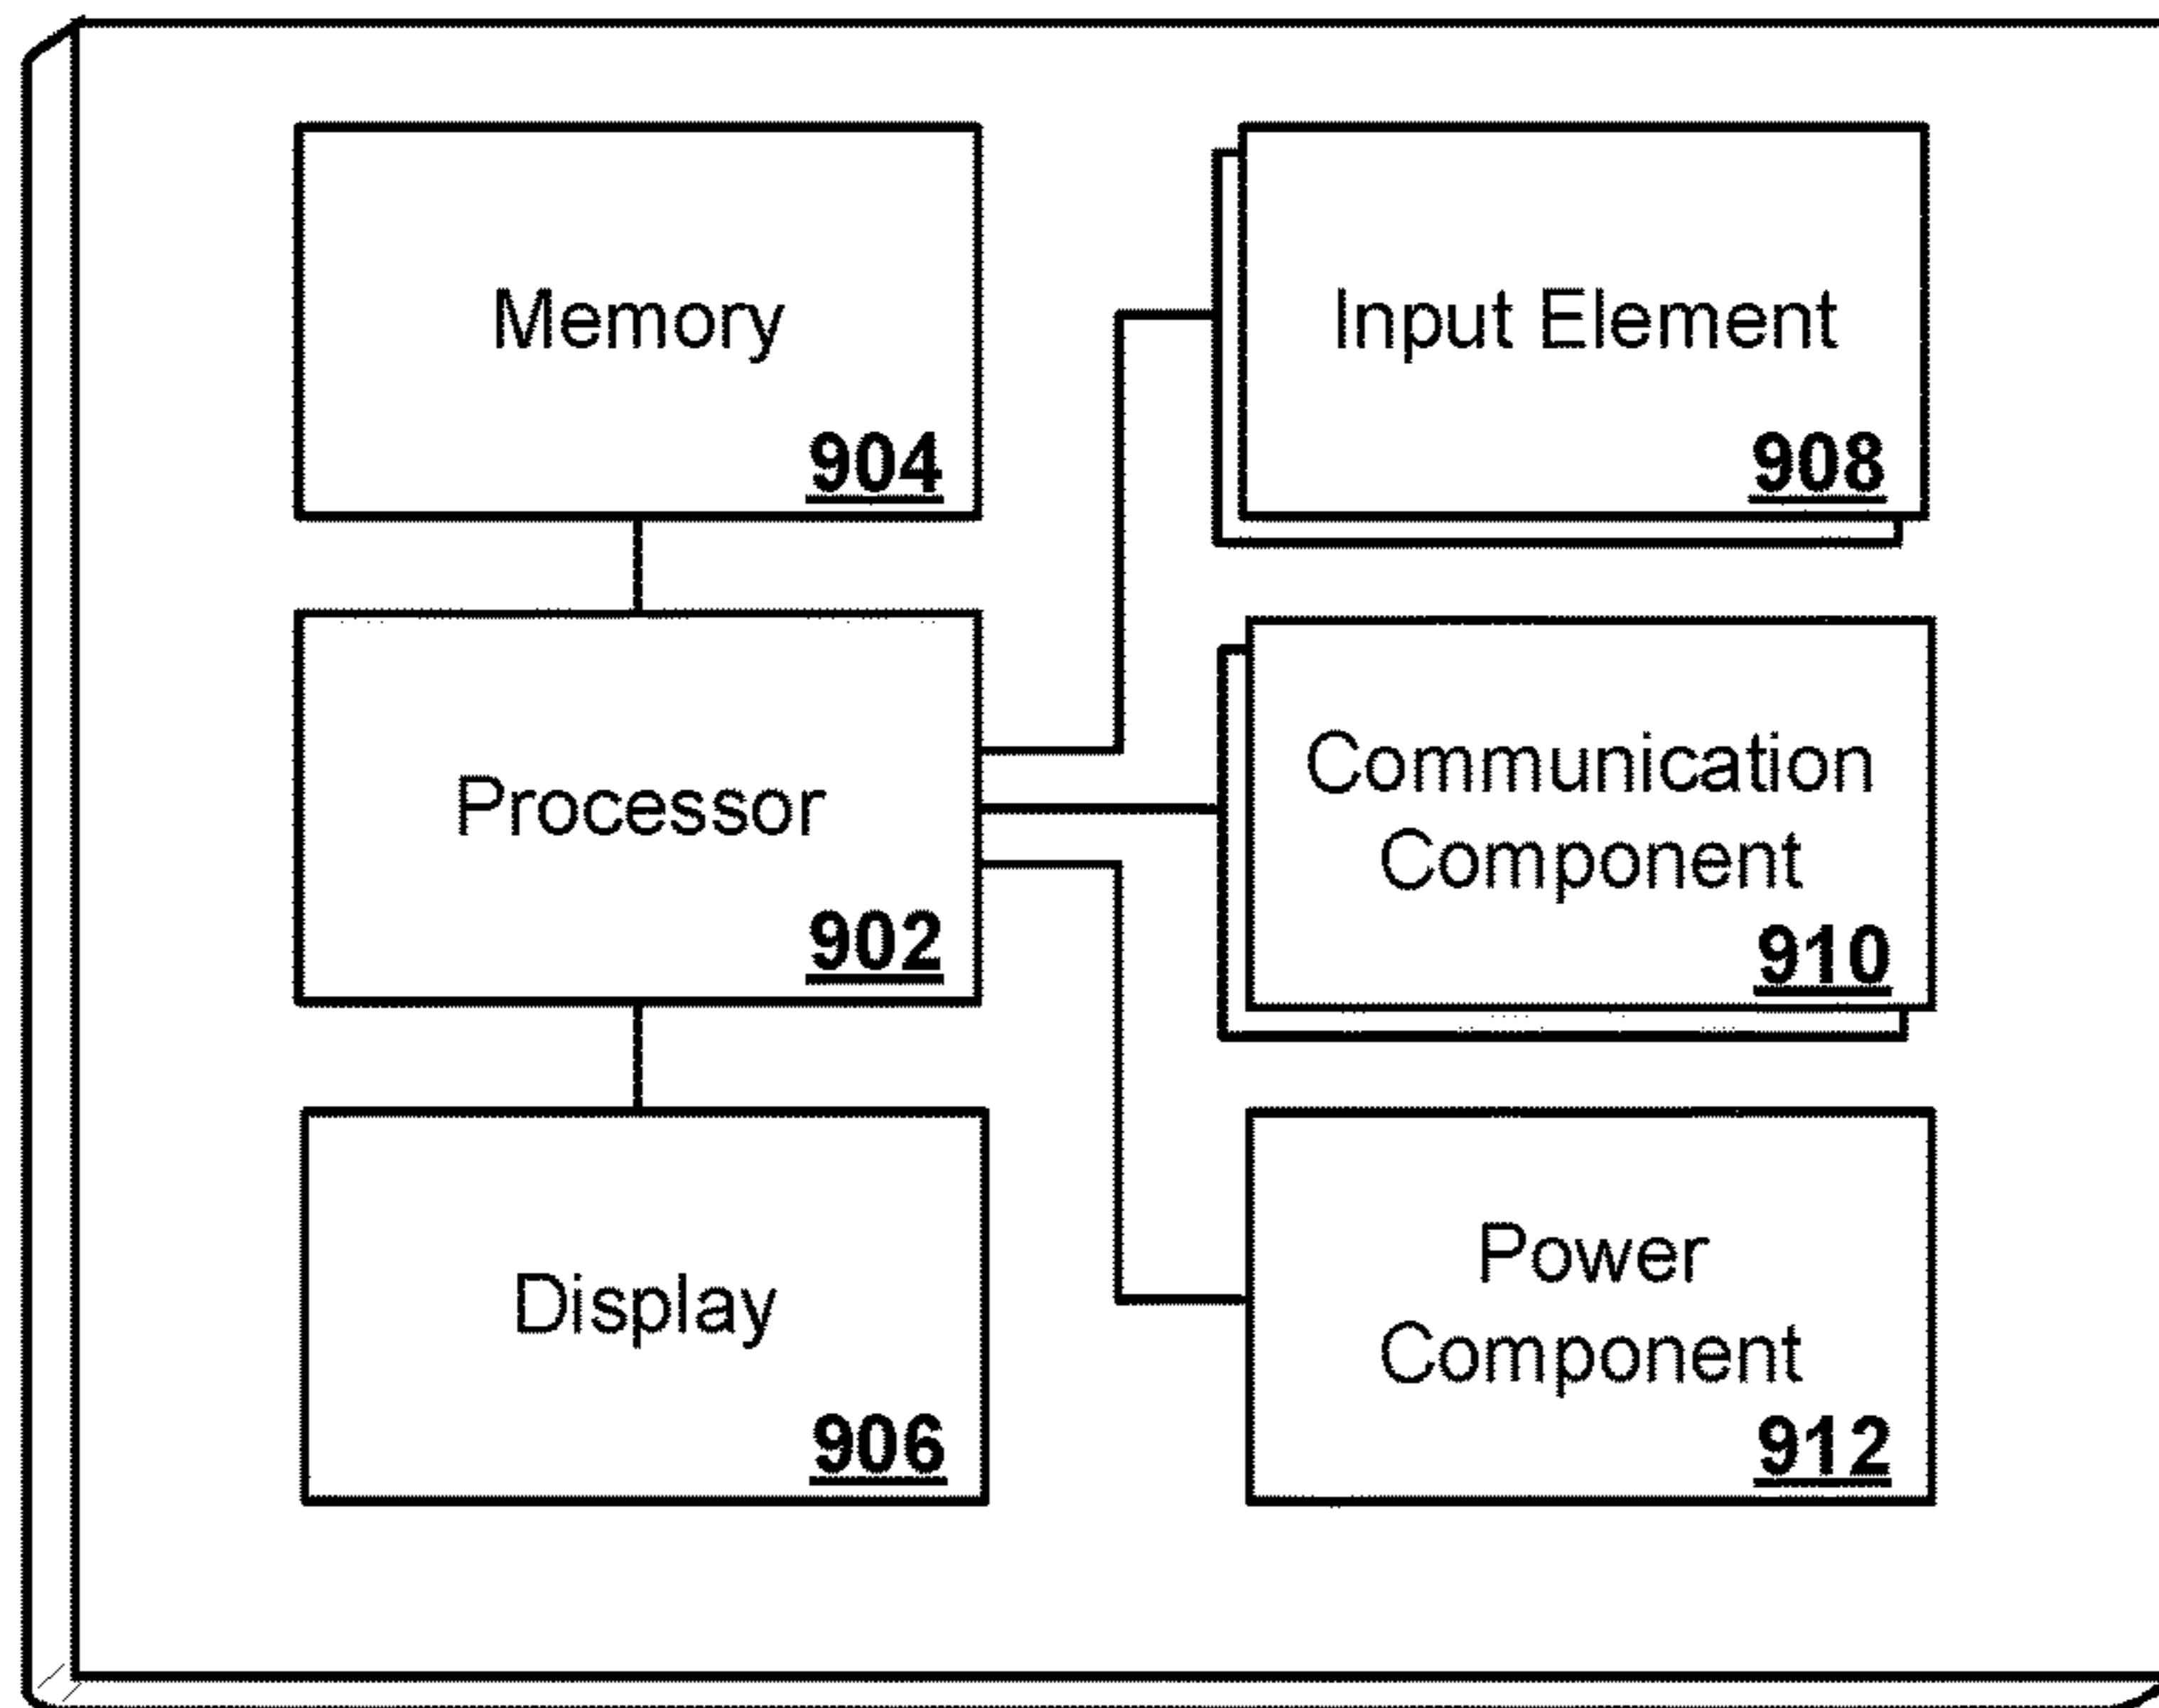 Memory
904
Input Element
908
Processor
902
Communication
Component
910
Display
906
Power
Component
912